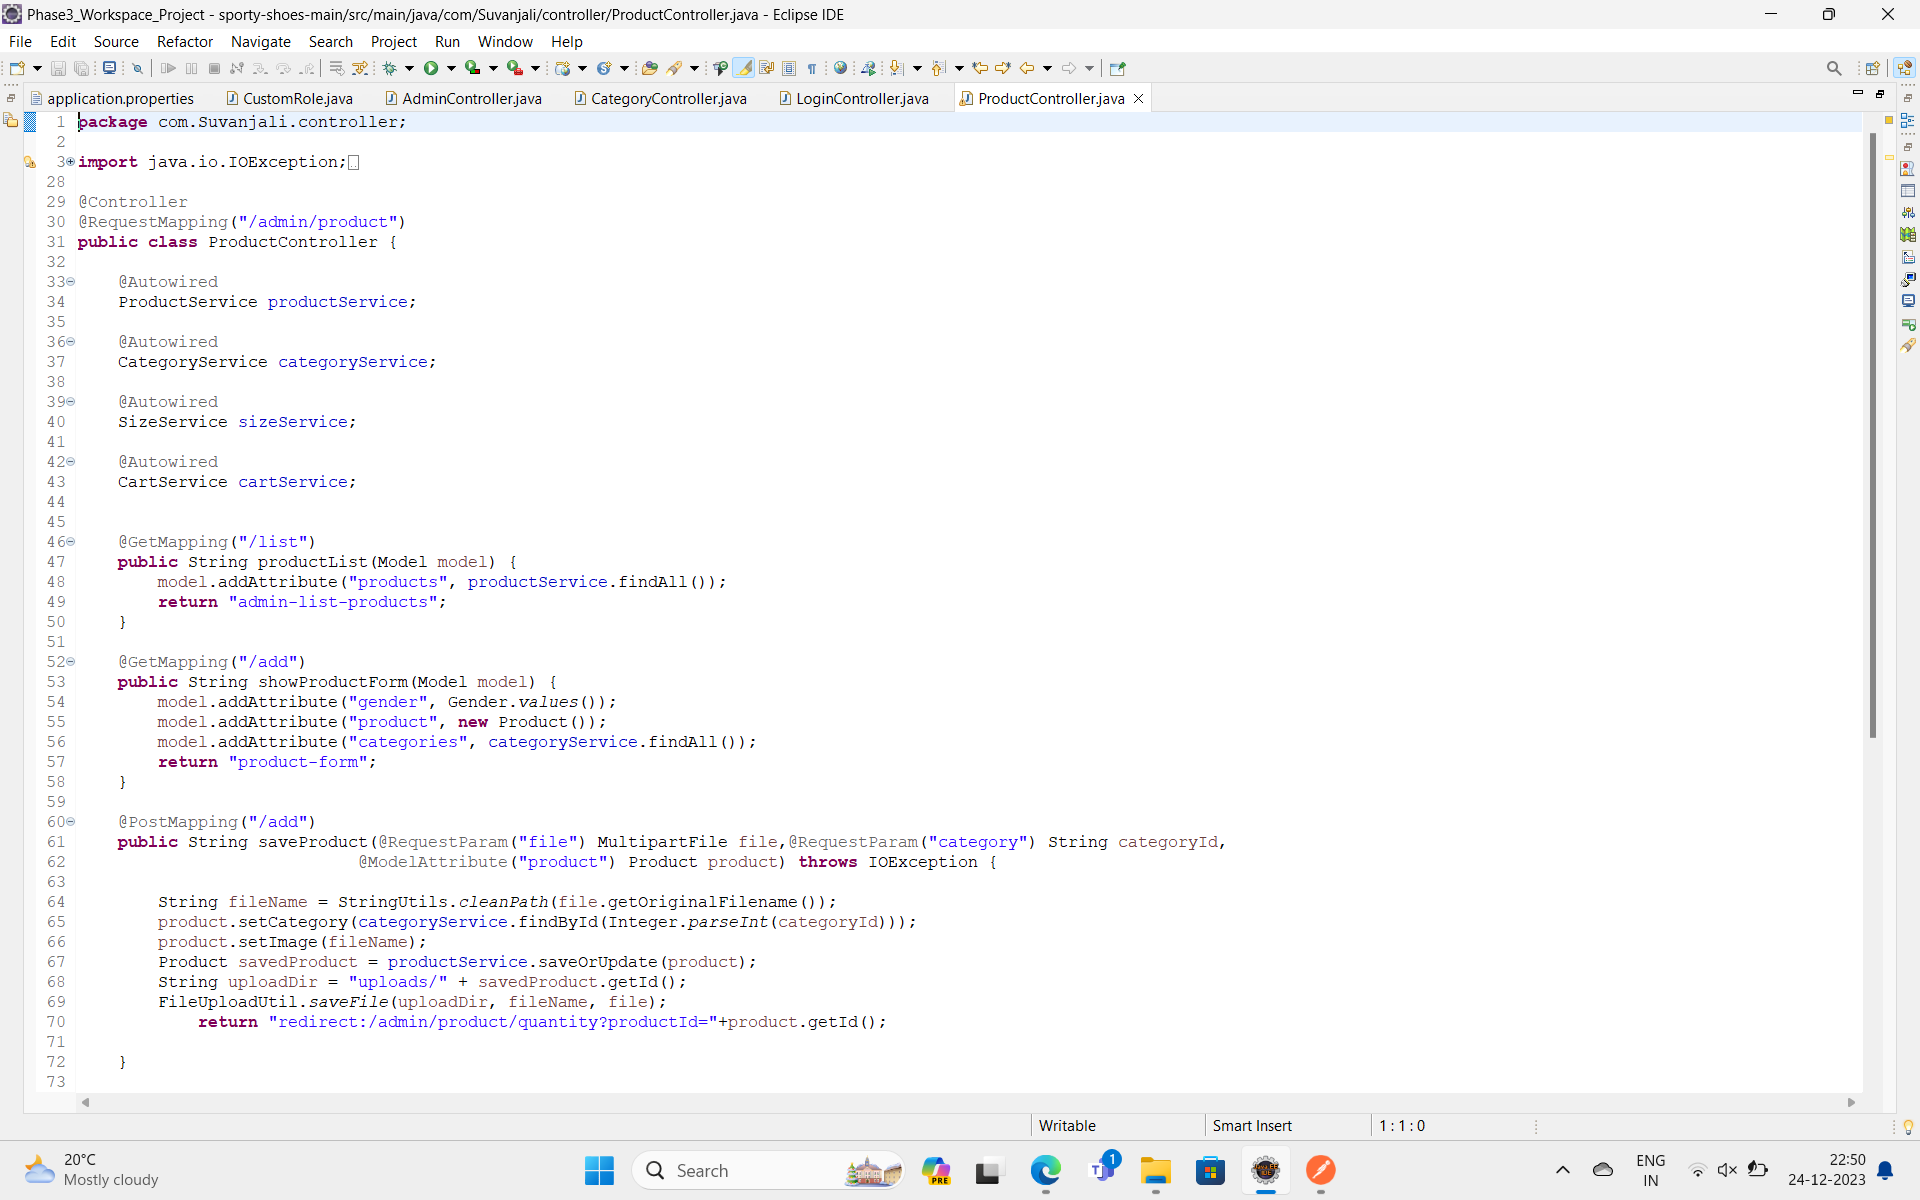 Phase3_Workspace_Project - sporty-shoes-main/src/main/java/com/Suvanjali/controller/ProductController.java - Eclipse IDE
File Edit Source Refactor Navigate Search Project Run Window Help
application.properties CustomRole.java AdminController.java CategoryController.java LoginController.java ProductController.java
1 package com.Suvanjali.controller;
2
3 import java.io.IOException;
28
29 @Controller
30 @RequestMapping("/admin/product")
31 public class ProductController {
32
33 @Autowired
34 ProductService productService;
35
36 @Autowired
37 CategoryService categoryService;
38
39 @Autowired
40 SizeService sizeService;
41
42 @Autowired
43 CartService cartService;
44
45
46 @GetMapping("/list")
47 public String productList(Model model) {
48 model.addAttribute("products", productService.findAll());
49 return "admin-list-products";
50 }
51
52 @GetMapping("/add")
53 public String showProductForm(Model model) {
54 model.addAttribute("gender", Gender.values());
55 model.addAttribute("product", new Product());
56 model.addAttribute("categories", categoryService.findAll());
57 return "product-form";
58 }
59
60 @PostMapping("/add")
61 public String saveProduct(@RequestParam("file") MultipartFile file,@RequestParam("category") String categoryId,
62 @ModelAttribute("product") Product product) throws IOException {
63
64 String fileName = StringUtils.cleanPath(file.getOriginalFilename());
65 product.setCategory(categoryService.findById(Integer.parseInt(categoryId)));
66 product.setImage(fileName);
67 Product savedProduct = productService.saveOrUpdate(product);
68 String uploadDir = "uploads/" + savedProduct.getId();
69 FileUploadUtil.saveFile(uploadDir, fileName, file);
70 return "redirect:/admin/product/quantity?productId="+product.getId();
71
72 }
73
Writable Smart Insert 1 : 1 : 0
20°C
Mostly cloudy
Search
PRE
1
ENG
IN
22:50
24-12-2023